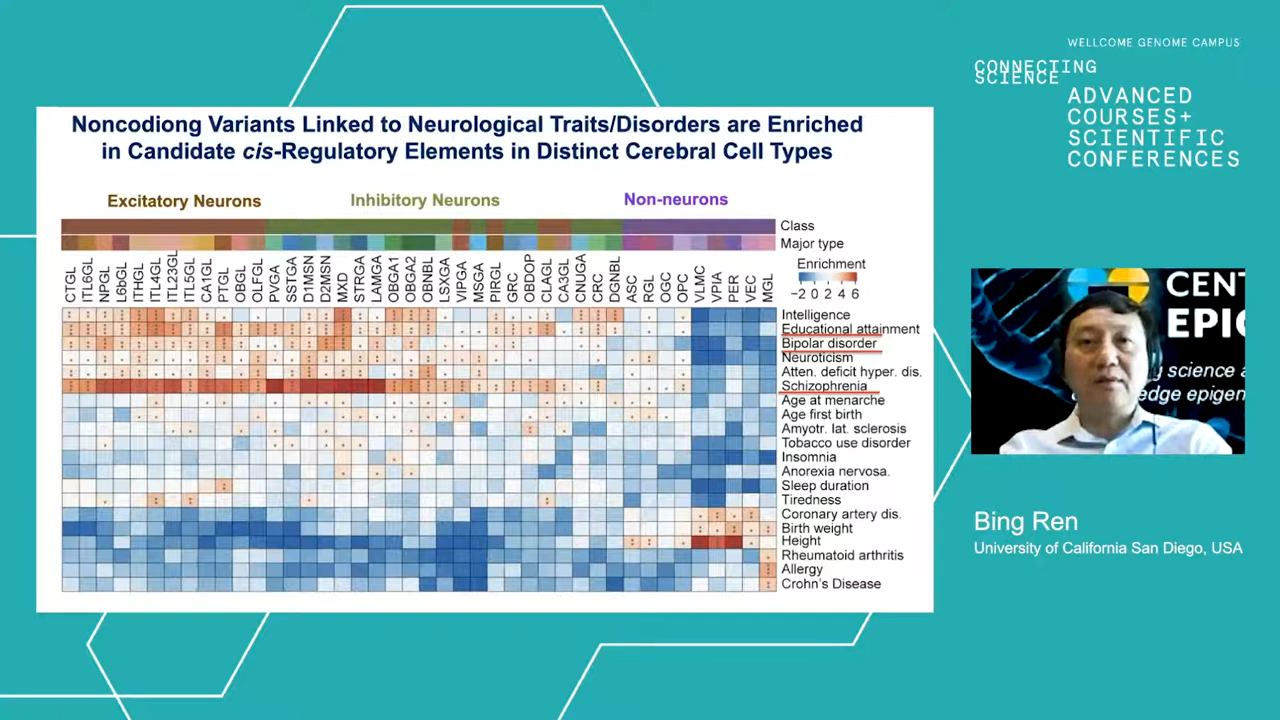 WELLCOME GENOME CAMPUS
CONNECTING
SCIENCE
ADVANCED
COURSES+
SCIENTIFIC
CONFERENCES
Noncodiong Variants Linked to Neurological Traits/Disorders are Enriched
in Candidate cis-Regulatory Elements in Distinct Cerebral Cell Types
Excitatory Neurons
Inhibitory Neurons
Non-neurons
Class
Major type
CTGL
ITL6GL
NPGL
L6bGL
ITHGL
ITL4GL
ITL23GL
ITL5GL
CA1GL
PTGL
OBGL
OLFGL
PVGA
SSTGA
D1MSN
D2MSN
MXD
STRGA
LAMGA
OBGA1
OBGA2
OBNBL
LSXGA
VIPGA
MSGA
PIRGL
GRC
OBDOP
CLAGL
CA3GL
CNUGA
CRC
DGNBL
ASC
RGL
OGC
OPC
VLMC
VPIA
PER
VEC
MGL
Enrichment
−2 0 2 4 6
Intelligence
Educational attainment
Bipolar disorder
Neuroticism
Atten. deficit hyper. dis.
Schizophrenia
Age at menarche
Age first birth
Amyotr. lat. sclerosis
Tobacco use disorder
Insomnia
Anorexia nervosa.
Sleep duration
Tiredness
Coronary artery dis.
Birth weight
Height
Rheumatoid arthritis
Allergy
Crohn's Disease
CENT
EPIG
science a
edge epigen
Bing Ren
University of California San Diego, USA